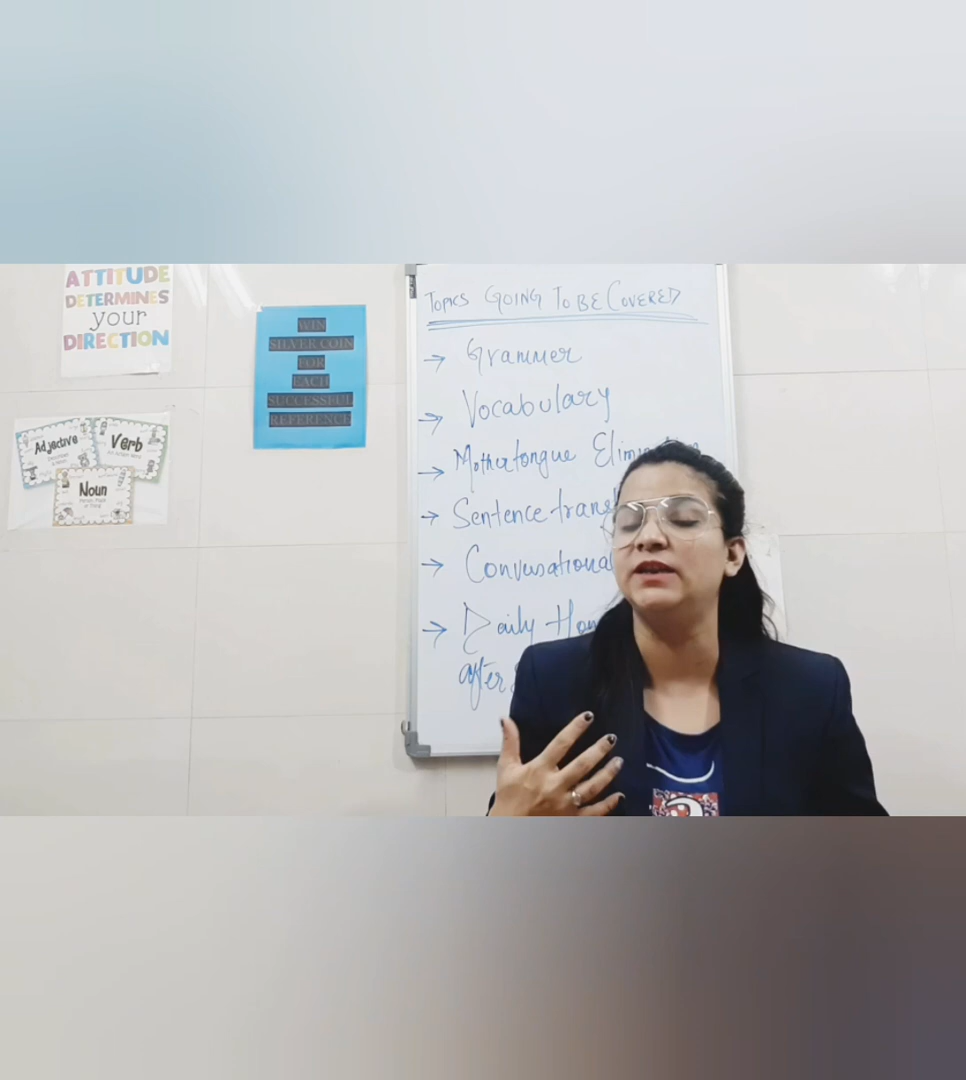 ATTITUDE
DETERMINES
your
DIRECTION
WIN
SILVER COIN
FOR
EACH
SUCCESSFUL
REFERENCE
Adjective
Verb
Noun
TOPICS GOING TO BE COVERED
→ Grammer
→ Vocabulary
→ Mothertongue
→ Sentence
→ Conversational
→ Daily
after